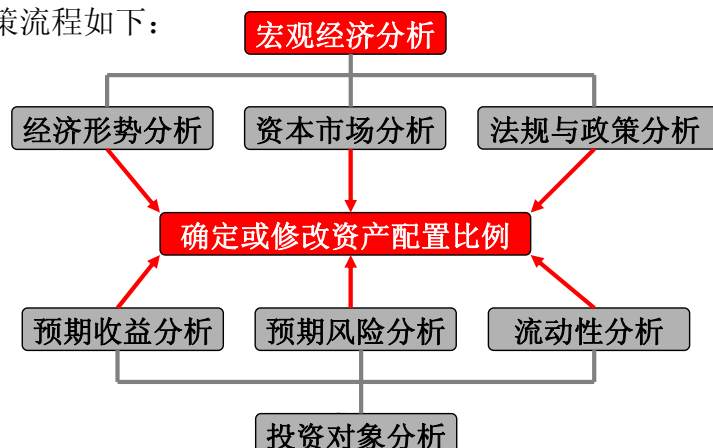 策流程如下：
宏观经济分析
经济形势分析 资本市场分析 法规与政策分析
确定或修改资产配置比例
预期收益分析 预期风险分析 流动性分析
投资对象分析